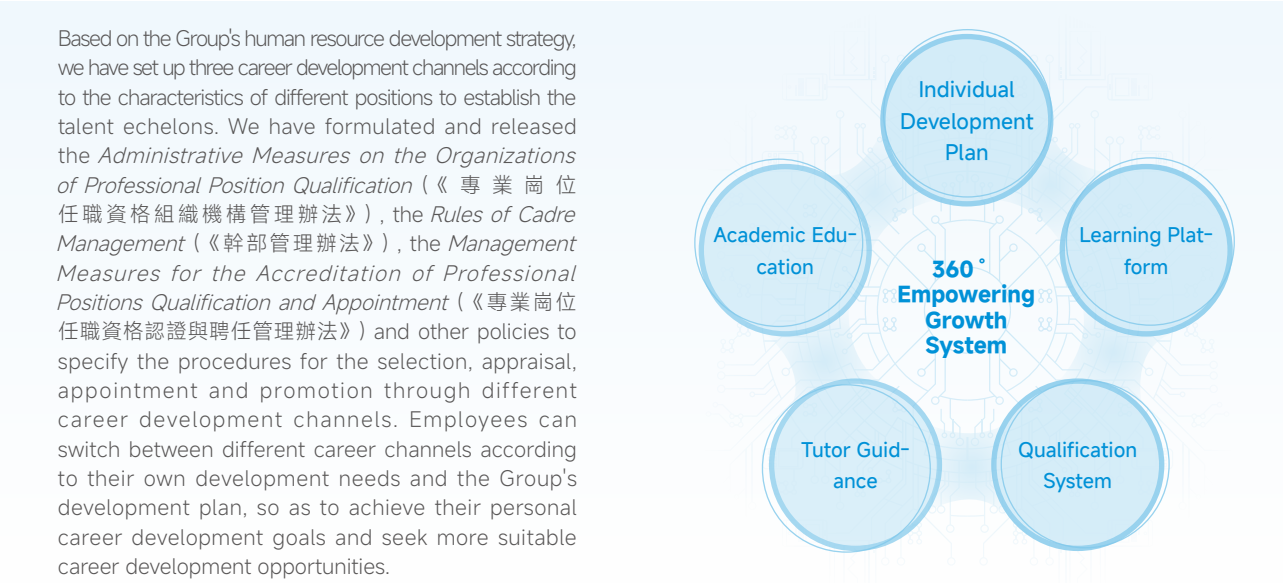 Based on the Group's human resource development strategy,
we have set up three career development channels according
to the characteristics of different positions to establish the
talent echelons. We have formulated and released
the Administrative Measures on the Organizations
of Professional Position Qualification (《專業崗位
任職資格組織機構管理辦法》), the Rules of Cadre
Management (《幹部管理辦法》), the Management
Measures for the Accreditation of Professional
Positions Qualification and Appointment (《專業崗位
任職資格認證與聘任管理辦法》) and other policies to
specify the procedures for the selection, appraisal,
appointment and promotion through different
career development channels. Employees can
switch between different career channels according
to their own development needs and the Group's
development plan, so as to achieve their personal
career development goals and seek more suitable
career development opportunities.
Individual
Development
Plan
Academic Edu-
cation
Learning Plat-
form
360°
Empowering
Growth
System
Tutor Guid-
ance
Qualification
System